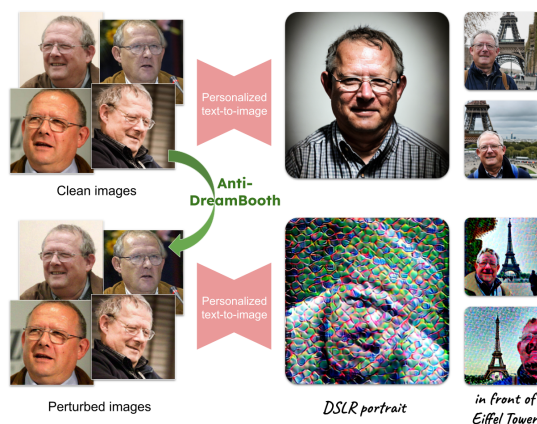 Personalized
text-to-image
Clean images
Anti-
DreamBooth
Personalized
text-to-image
Perturbed images
DSLR portrait
in front of
Eiffel Tower